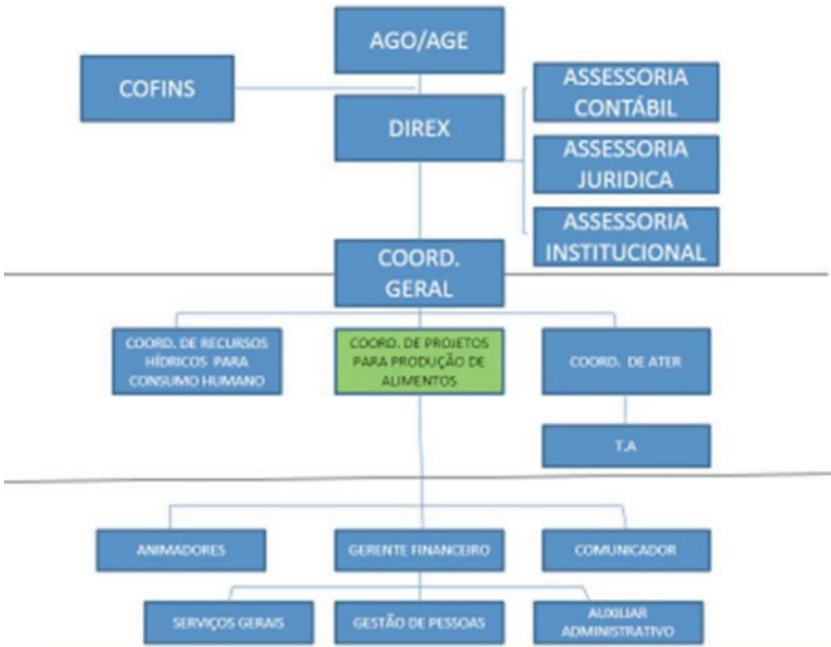 AGO/AGE
COFINS
DIREX
ASSESSORIA
CONTÁBIL
ASSESSORIA
JURIDICA
ASSESSORIA
INSTITUCIONAL
COORD.
GERAL
COORD. DE RECURSOS
HÍDRICOS PARA
CONSUMO HUMANO
COORD. DE PROJETOS
PARA PRODUÇÃO DE
ALIMENTOS
COORD. DE ATER
T.A
ANIMADORES
GERENTE FINANCEIRO
COMUNICADOR
SERVIÇOS GERAIS
GESTÃO DE PESSOAS
AUXILIAR
ADMINISTRATIVO